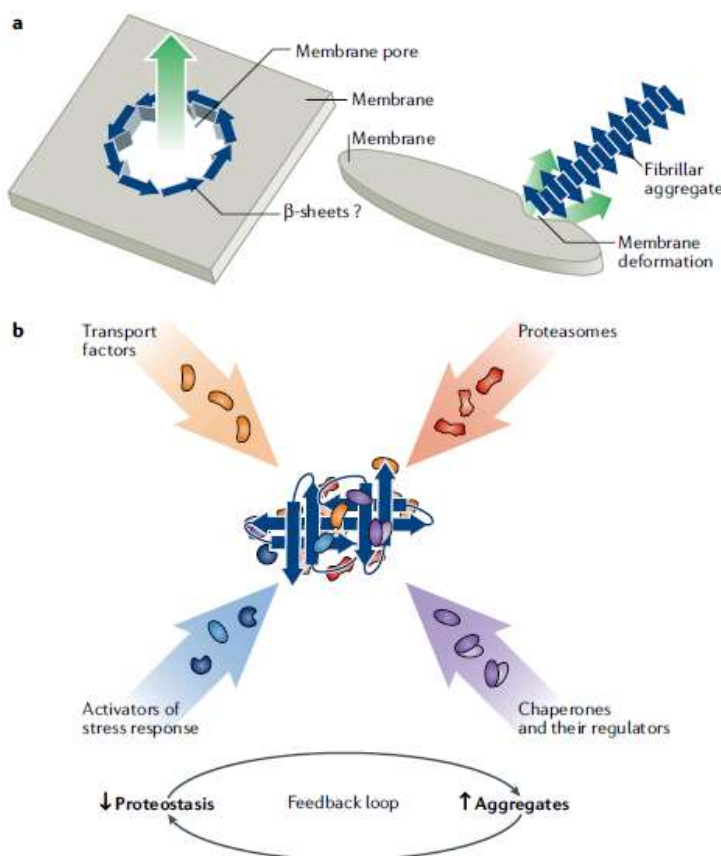 a
Membrane pore
Membrane
β-sheets ?
Membrane
Fibrillar
aggregate
Membrane
deformation
b
Transport
factors
Proteasomes
Activators of
stress response
Chaperones
and their regulators
↓ Proteostasis
Feedback loop
↑ Aggregates